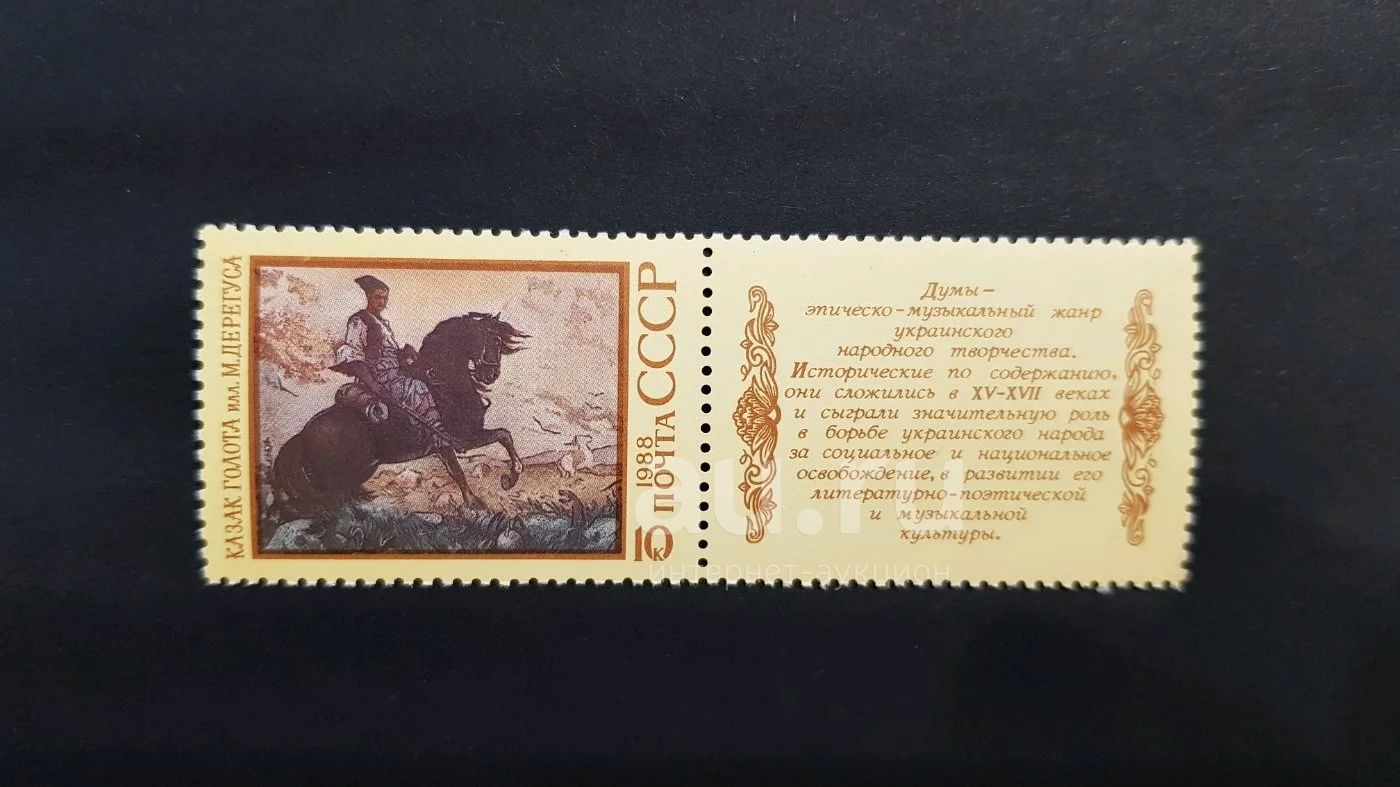 КАЗАК ГОЛОТА ИЛЛ. М. ДЕРЕГУСА
1988
ПОЧТА СССР
10к
Думы –
эпическо-музыкальный жанр
украинского
народного творчества.
Исторические по содержанию,
они сложились в XV-XVII веках
и сыграли значительную роль
в борьбе украинского народа
за социальное и национальное
освобождение, в развитии его
литературно-поэтической
и музыкальной
культуры.
au.ru
интернет-аукцион